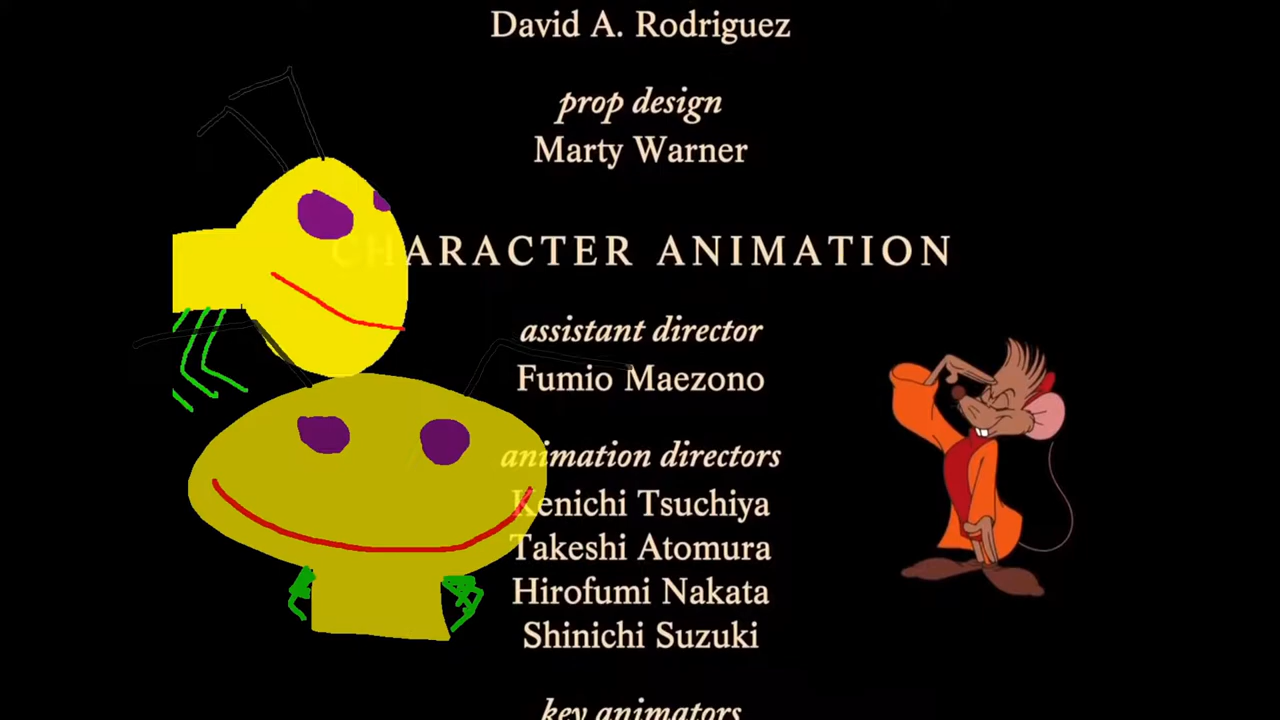 David A. Rodriguez
prop design
Marty Warner
CHARACTER ANIMATION
assistant director
Fumio Maezono
animation directors
Kenichi Tsuchiya
Takeshi Atomura
Hirofumi Nakata
Shinichi Suzuki
key animators